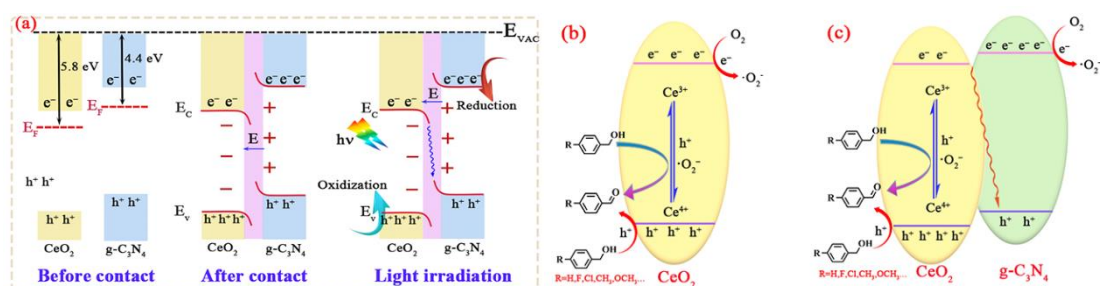 (a)
E_VAC
5.8 eV
4.4 eV
e⁻ e⁻
e⁻ e⁻
E_F
E_F
h⁺ h⁺
h⁺ h⁺
h⁺ h⁺
CeO₂
g-C₃N₄
Before contact
E_C
e⁻ e⁻
e⁻e⁻e⁻
E
− − −
+ + +
E_v
h⁺h⁺h⁺
h⁺ h⁺
CeO₂
g-C₃N₄
After contact
E_C
e⁻ e⁻
e⁻e⁻e⁻
E
Reduction
hν
− − −
+ + +
Oxidization
E_v
h⁺h⁺h⁺
h⁺ h⁺
CeO₂
g-C₃N₄
Light irradiation
(b)
O₂
e⁻ e⁻ e⁻
e⁻
·O₂⁻
Ce³⁺
OH
R
h⁺
·O₂⁻
O
R
Ce⁴⁺
h⁺
h⁺ h⁺ h⁺ h⁺
OH
R
R=H,F,Cl,CH₃,OCH₃...
CeO₂
(c)
O₂
e⁻ e⁻ e⁻
e⁻ e⁻ e⁻ e⁻
e⁻
·O₂⁻
Ce³⁺
OH
R
h⁺
·O₂⁻
O
R
Ce⁴⁺
h⁺ h⁺
h⁺
h⁺ h⁺ h⁺ h⁺
OH
R
R=H,F,Cl,CH₃,OCH₃...
CeO₂
g-C₃N₄